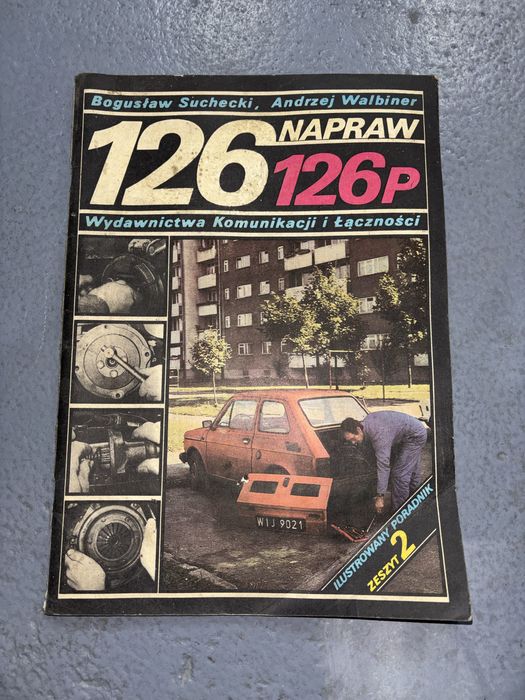 Bogusław Suchecki, Andrzej Walbiner
126 NAPRAW
126P
Wydawnictwa Komunikacji i Łączności
WIJ 9021
ILUSTROWANY PORADNIK
ZESZYT 2